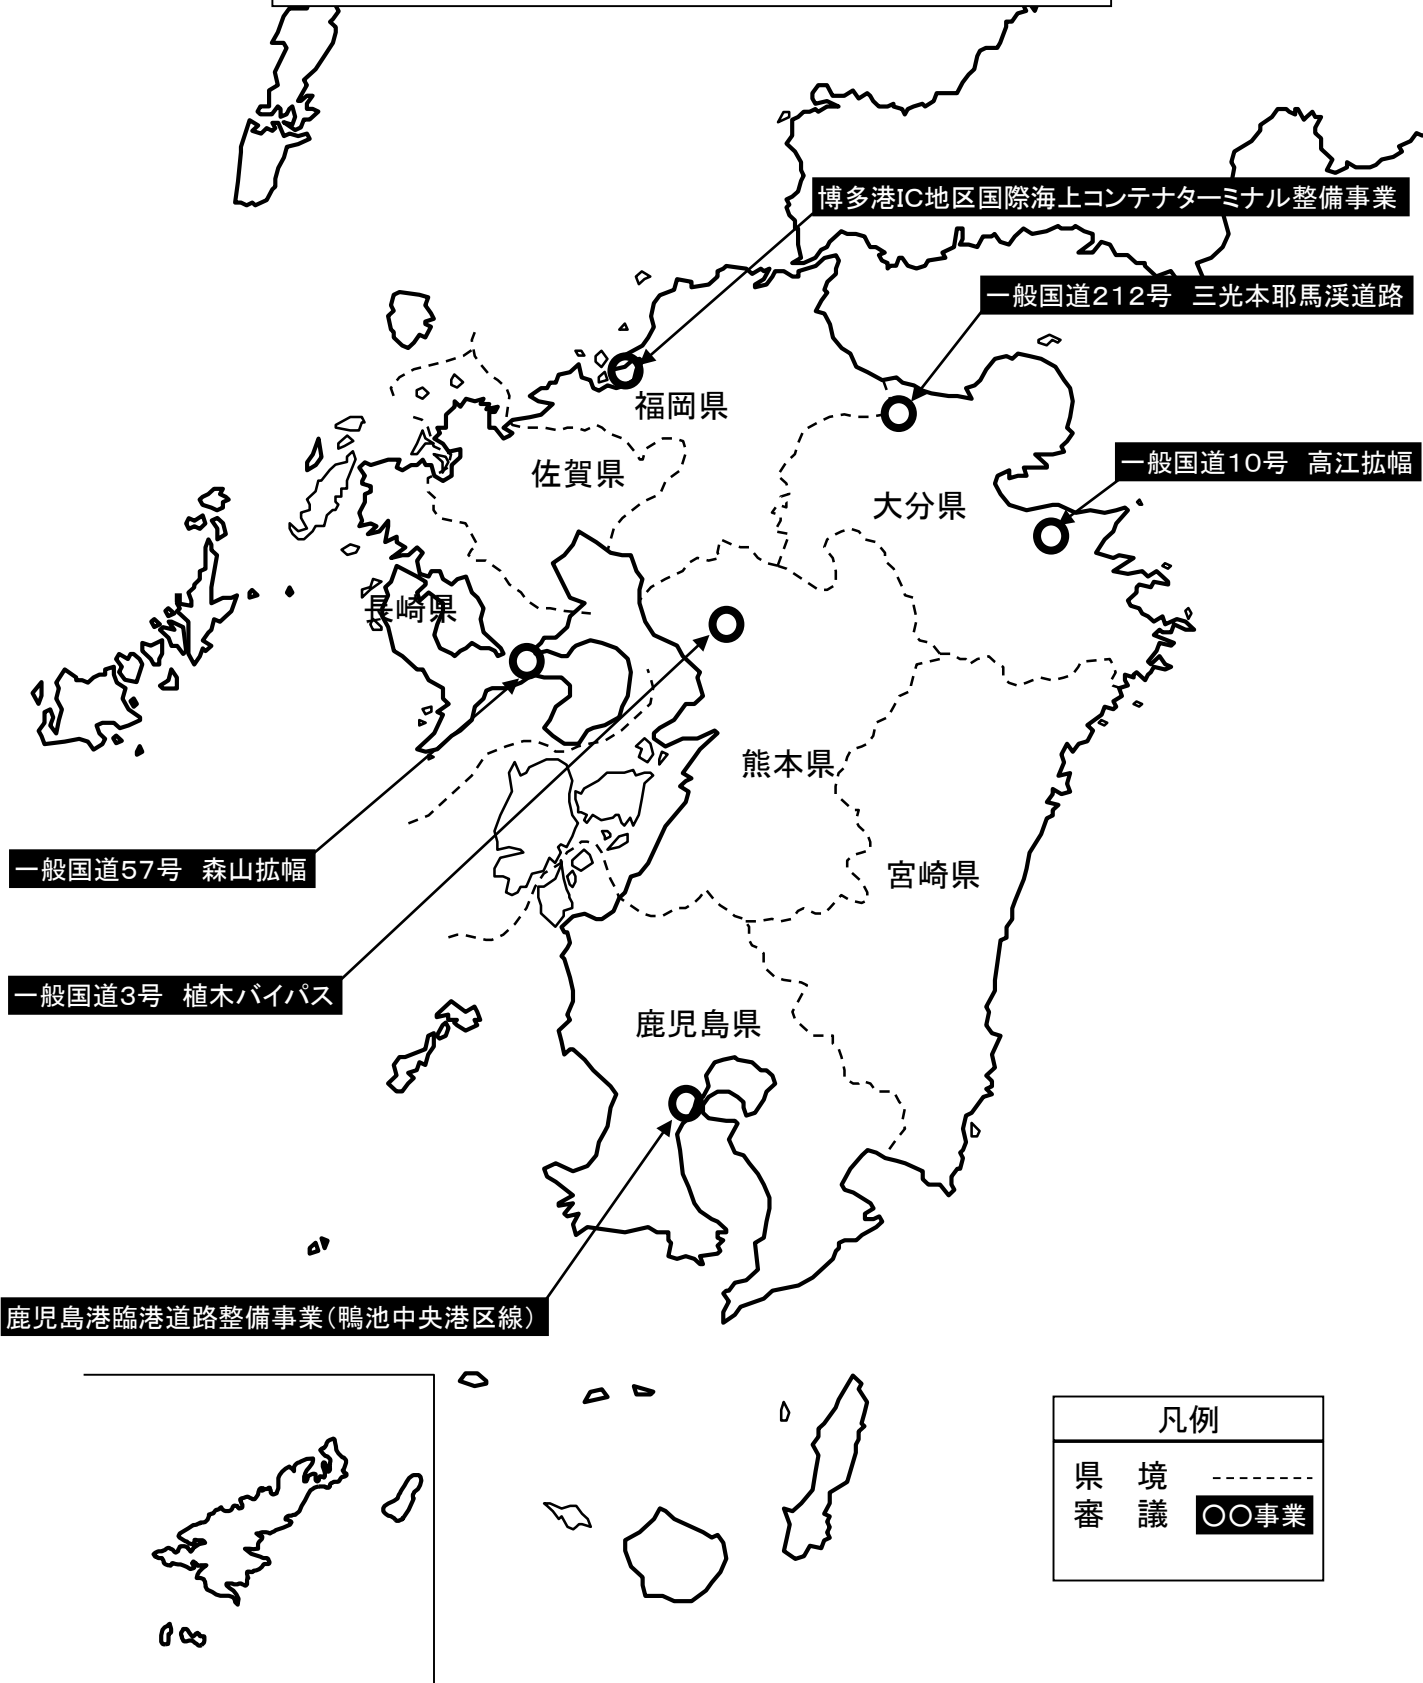 博多港IC地区国際海上コンテナターミナル整備事業
一般国道212号　三光本耶馬渓道路
福岡県
一般国道10号　高江拡幅
佐賀県
大分県
長崎県
熊本県
一般国道57号　森山拡幅
宮崎県
一般国道3号　植木バイパス
鹿児島県
鹿児島港臨港道路整備事業（鴨池中央港区線）
凡例
県　境
審　議　〇〇事業